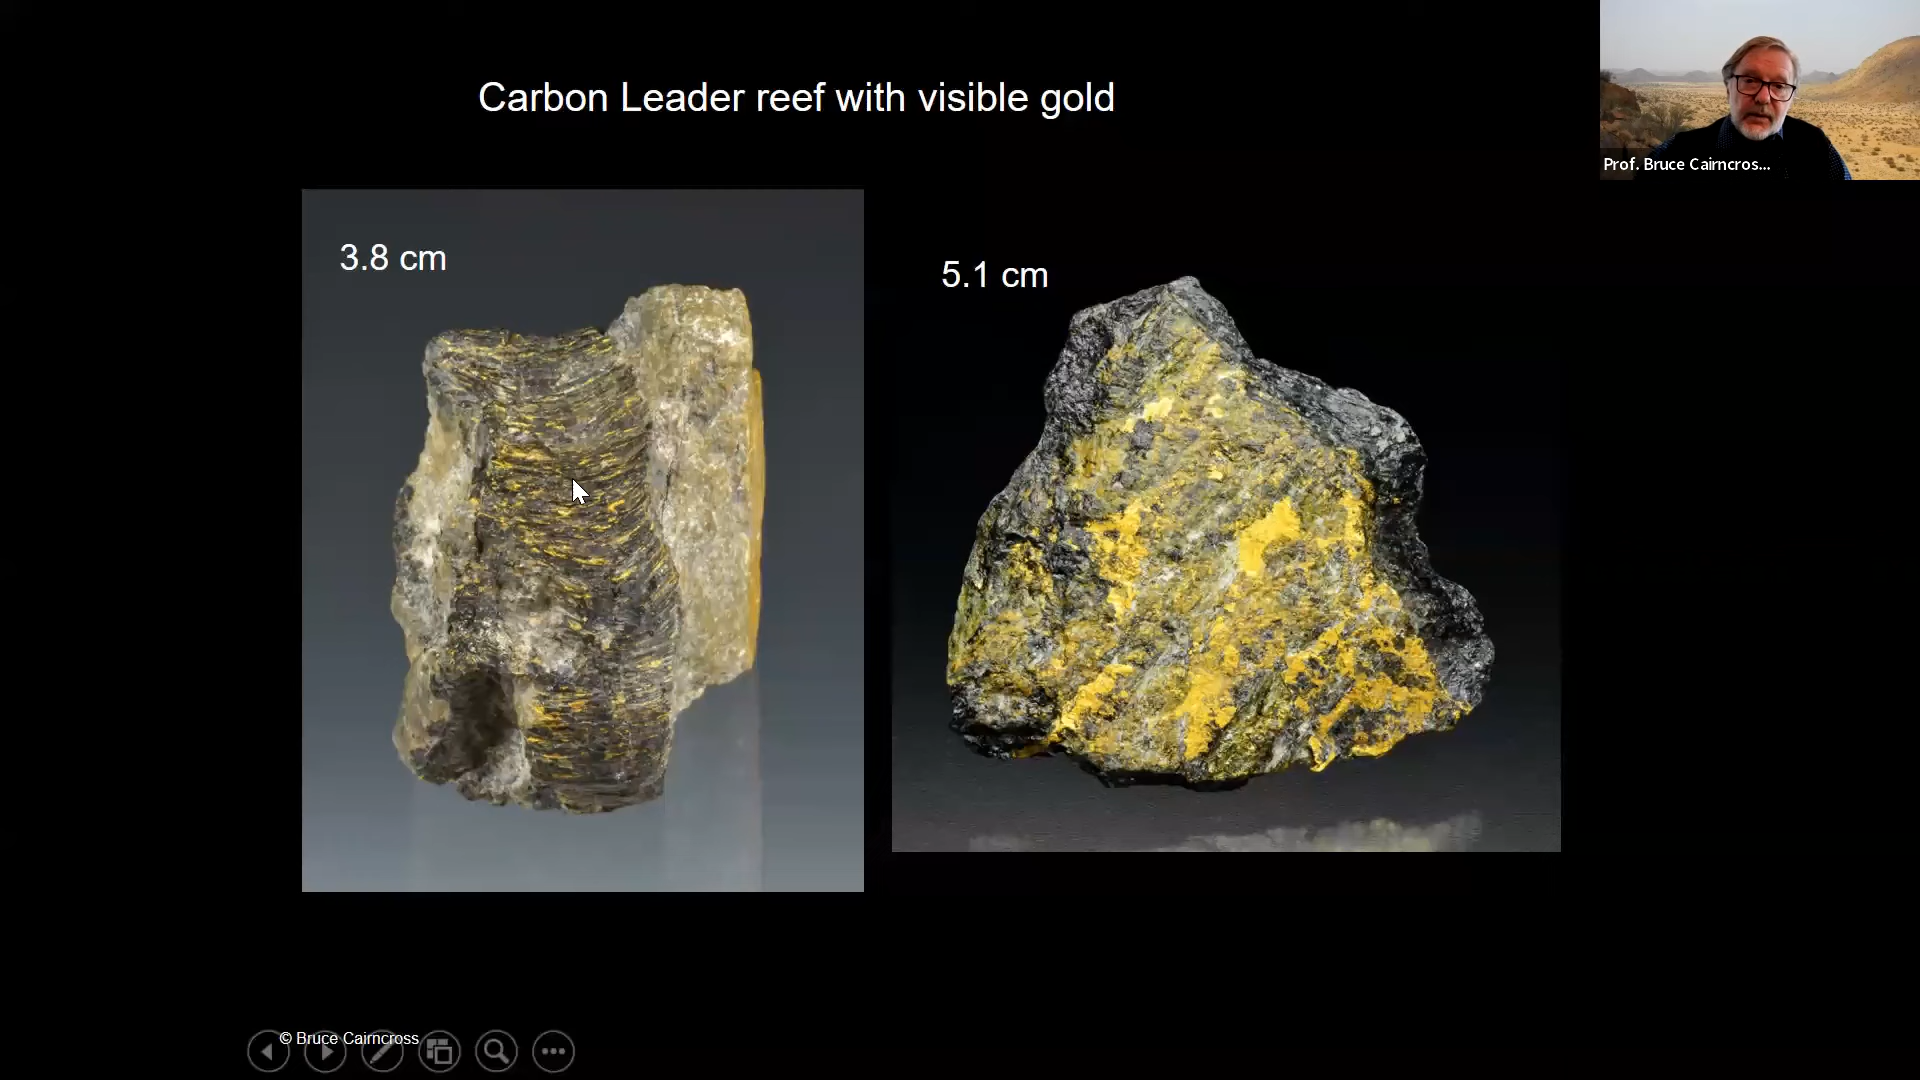 Carbon Leader reef with visible gold
Prof. Bruce Cairncros...
3.8 cm
5.1 cm
© Bruce Cairncross